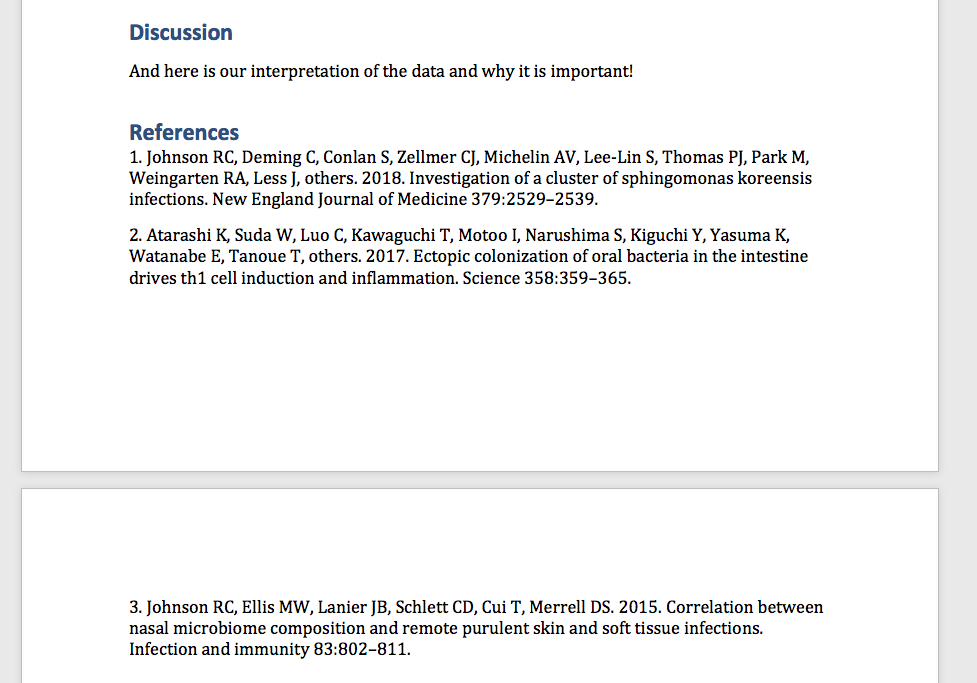 Discussion
And here is our interpretation of the data and why it is important!
References
1. Johnson RC, Deming C, Conlan S, Zellmer CJ, Michelin AV, Lee-Lin S, Thomas PJ, Park M,
Weingarten RA, Less J, others. 2018. Investigation of a cluster of sphingomonas koreensis
infections. New England Journal of Medicine 379:2529–2539.
2. Atarashi K, Suda W, Luo C, Kawaguchi T, Motoo I, Narushima S, Kiguchi Y, Yasuma K,
Watanabe E, Tanoue T, others. 2017. Ectopic colonization of oral bacteria in the intestine
drives th1 cell induction and inflammation. Science 358:359–365.
3. Johnson RC, Ellis MW, Lanier JB, Schlett CD, Cui T, Merrell DS. 2015. Correlation between
nasal microbiome composition and remote purulent skin and soft tissue infections.
Infection and immunity 83:802–811.